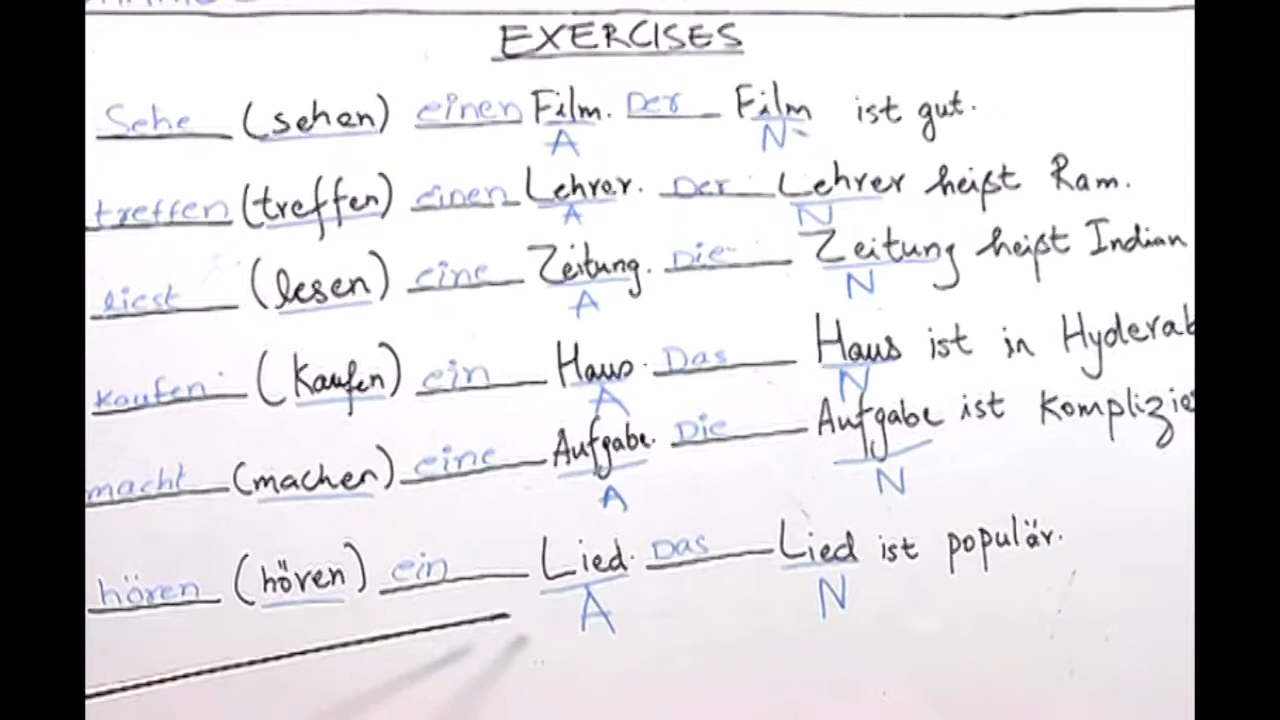 EXERCISES
Sehe (sehen) einen Film. Der Film ist gut.
A N
treffen (treffen) einen Lehrer. Der Lehrer heißt Ram.
A N
liest (lesen) eine Zeitung. Die Zeitung heißt Indian
A N
kaufen (kaufen) ein Haus. Das Haus ist in Hyderab
A N
macht (machen) eine Aufgabe. Die Aufgabe ist Komplizie
A N
hören (hören) ein Lied. Das Lied ist populär.
A N